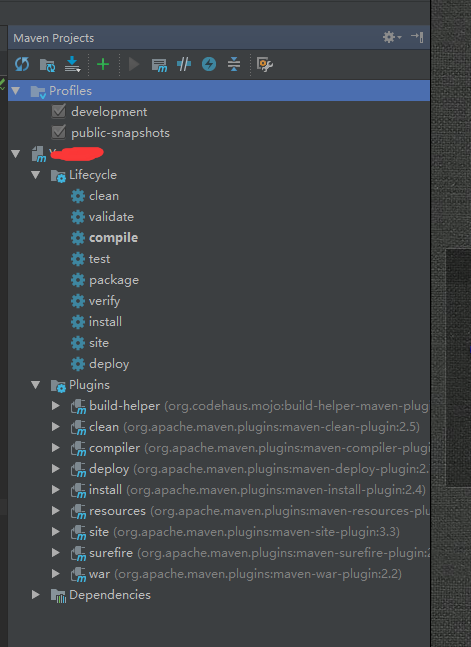 Maven Projects
Profiles
development
public-snapshots
Lifecycle
clean
validate
compile
test
package
verify
install
site
deploy
Plugins
build-helper (org.codehaus.mojo:build-helper-maven-plug
clean (org.apache.maven.plugins:maven-clean-plugin:2.5)
compiler (org.apache.maven.plugins:maven-compiler-plugi
deploy (org.apache.maven.plugins:maven-deploy-plugin:2.
install (org.apache.maven.plugins:maven-install-plugin:2.4)
resources (org.apache.maven.plugins:maven-resources-plu
site (org.apache.maven.plugins:maven-site-plugin:3.3)
surefire (org.apache.maven.plugins:maven-surefire-plugin:2
war (org.apache.maven.plugins:maven-war-plugin:2.2)
Dependencies